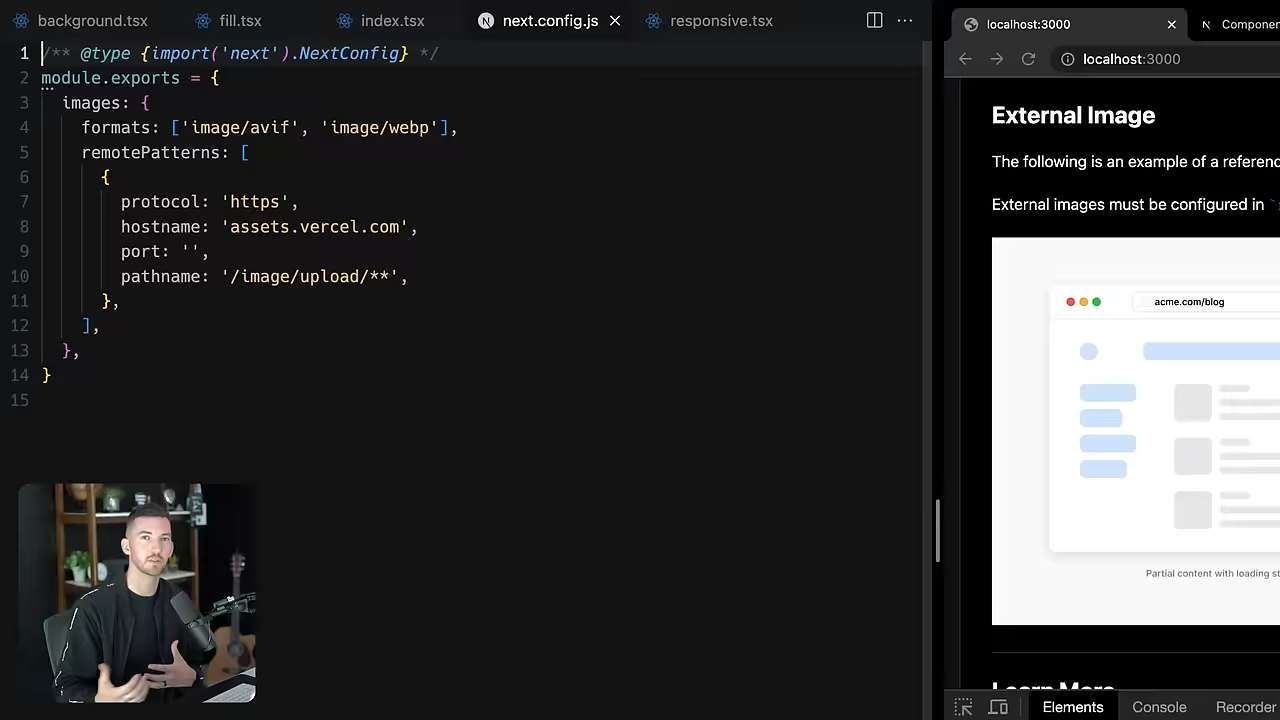 background.tsx
fill.tsx
index.tsx
N next.config.js
responsive.tsx
1 /** @type {import('next').NextConfig} */
2 module.exports = {
3 images: {
4 formats: ['image/avif', 'image/webp'],
5 remotePatterns: [
6 {
7 protocol: 'https',
8 hostname: 'assets.vercel.com',
9 port: '',
10 pathname: '/image/upload/**',
11 },
12 ],
13 },
14 }
15
localhost:3000
N Componen
localhost:3000
External Image
The following is an example of a referenc
External images must be configured in `
acme.com/blog
Partial content with loading st
Learn More
Elements
Console
Recorder